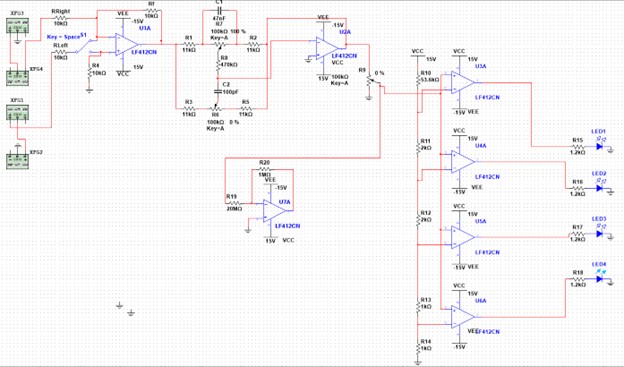 XFG3
XFG4
XFG5
XFG2
RRight
10kΩ
Key = Space
S1
RLeft
10kΩ
R4
10kΩ
Rf
10kΩ
VEE
-15V
U1A
LF412CN
VCC
15V
C1
47nF
R7
100kΩ 100 %
Key=A
R1
11kΩ
R2
11kΩ
R8
470kΩ
C2
100pF
R3
11kΩ
R6
100kΩ 0 %
Key=A
R5
11kΩ
VEE
-15V
U2A
LF412CN
VCC
15V
R9
100kΩ
Key=A
0 %
R19
20MΩ
R20
1MΩ
VEE
-15V
U7A
LF412CN
15V VCC
VCC
R10
53.6kΩ
R11
2kΩ
R12
2kΩ
R13
1kΩ
R14
1kΩ
VCC
15V
U3A
LF412CN
VEE
-15V
VCC
15V
U4A
LF412CN
VEE
-15V
VCC
15V
U5A
LF412CN
-15V VEE
VCC
15V
U6A
LF412CN
VEE
-15V
LED1
R15
1.2kΩ
LED2
R16
1.2kΩ
LED3
R17
1.2kΩ
LED4
R18
1.2kΩ